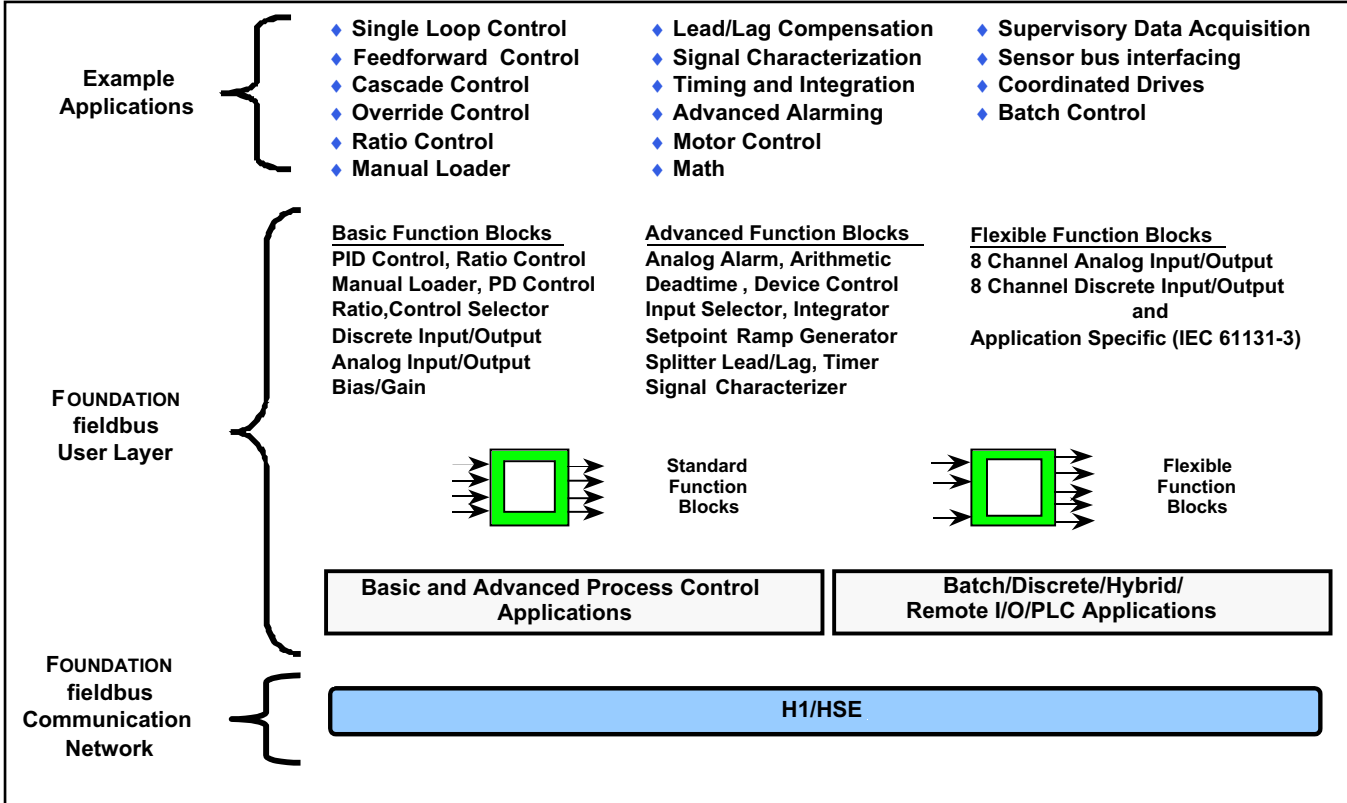 Example
Applications
♦ Single Loop Control
♦ Feedforward Control
♦ Cascade Control
♦ Override Control
♦ Ratio Control
♦ Manual Loader
♦ Lead/Lag Compensation
♦ Signal Characterization
♦ Timing and Integration
♦ Advanced Alarming
♦ Motor Control
♦ Math
♦ Supervisory Data Acquisition
♦ Sensor bus interfacing
♦ Coordinated Drives
♦ Batch Control
FOUNDATION
fieldbus
User Layer
Basic Function Blocks
PID Control, Ratio Control
Manual Loader, PD Control
Ratio,Control Selector
Discrete Input/Output
Analog Input/Output
Bias/Gain
Advanced Function Blocks
Analog Alarm, Arithmetic
Deadtime , Device Control
Input Selector, Integrator
Setpoint Ramp Generator
Splitter Lead/Lag, Timer
Signal Characterizer
Flexible Function Blocks
8 Channel Analog Input/Output
8 Channel Discrete Input/Output
and
Application Specific (IEC 61131-3)
Standard
Function
Blocks
Flexible
Function
Blocks
Basic and Advanced Process Control
Applications
Batch/Discrete/Hybrid/
Remote I/O/PLC Applications
FOUNDATION
fieldbus
Communication
Network
H1/HSE